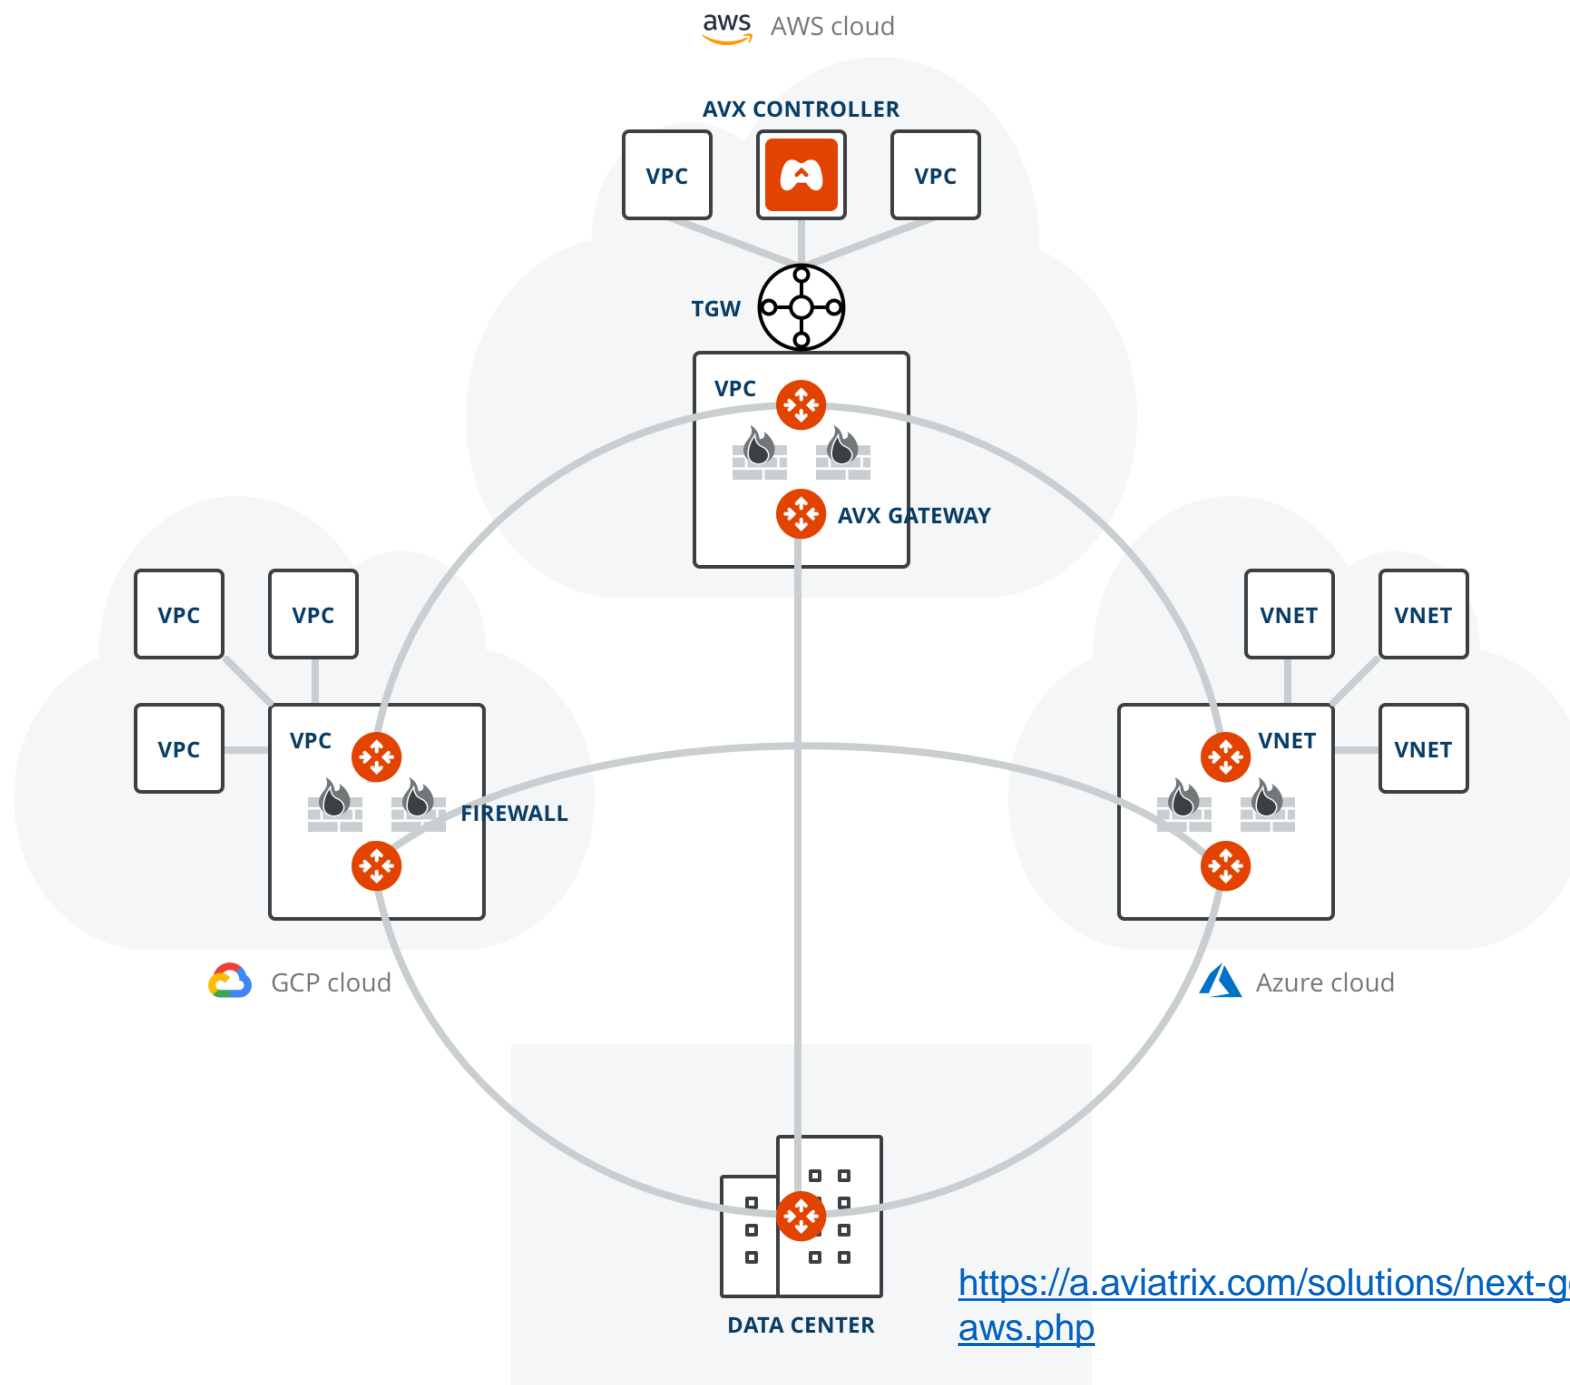 aws AWS cloud
AVX CONTROLLER
VPC
VPC
TGW
VPC
AVX GATEWAY
VPC
VPC
VPC
VPC
FIREWALL
GCP cloud
VNET
VNET
VNET
VNET
Azure cloud
DATA CENTER
https://a.aviatrix.com/solutions/next-g
aws.php